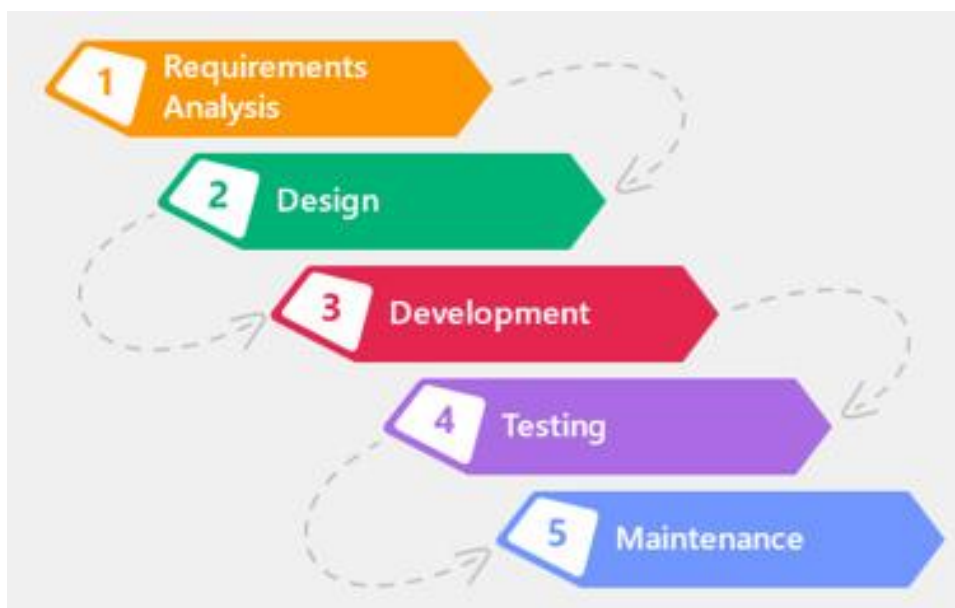 1
Requirements
Analysis
2
Design
3
Development
4
Testing
5
Maintenance